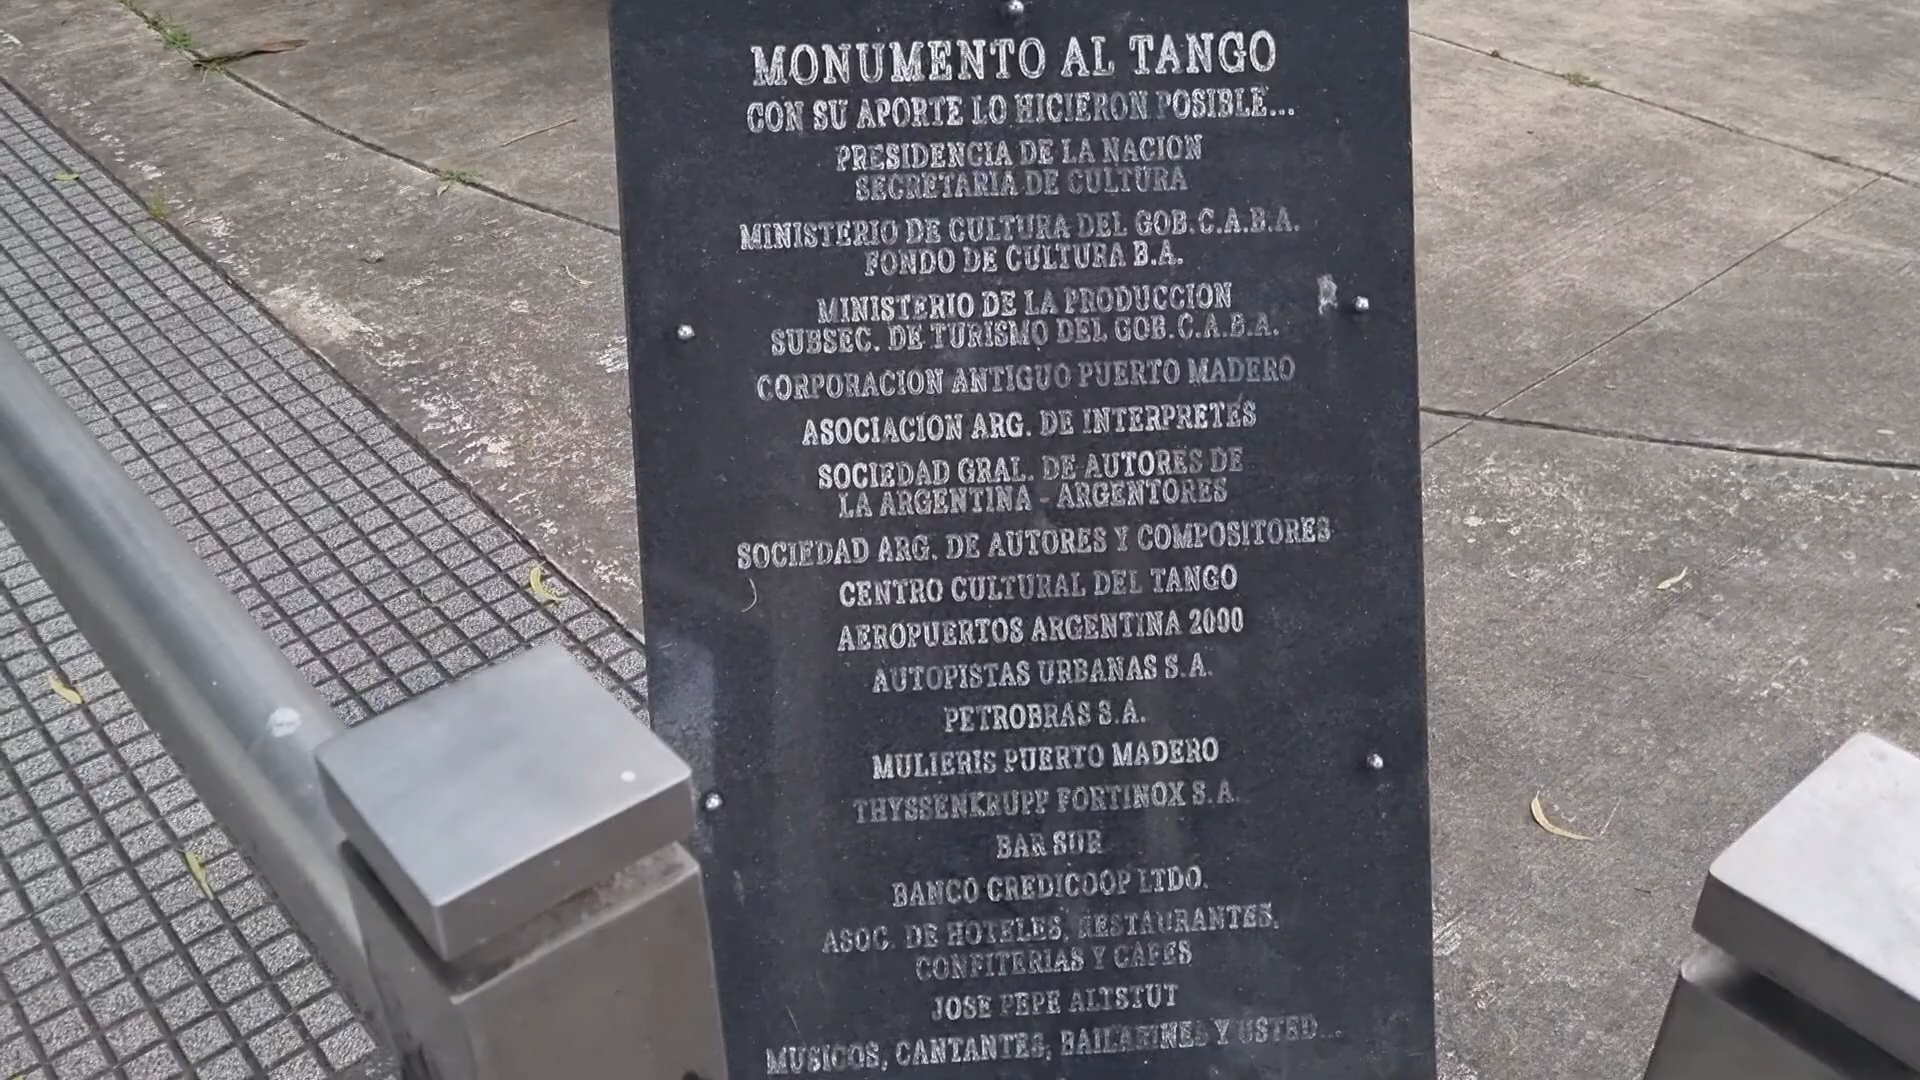 MONUMENTO AL TANGO
CON SU APORTE LO HICIERON POSIBLE...
PRESIDENCIA DE LA NACION
SECRETARIA DE CULTURA
MINISTERIO DE CULTURA DEL GOB.C.A.B.A.
FONDO DE CULTURA B.A.
MINISTERIO DE LA PRODUCCION
SUBSEC. DE TURISMO DEL GOB.C.A.B.A.
CORPORACION ANTIGUO PUERTO MADERO
ASOCIACION ARG. DE INTERPRETES
SOCIEDAD GRAL. DE AUTORES DE
LA ARGENTINA - ARGENTORES
SOCIEDAD ARG. DE AUTORES Y COMPOSITORES
CENTRO CULTURAL DEL TANGO
AEROPUERTOS ARGENTINA 2000
AUTOPISTAS URBANAS S.A.
PETROBRAS S.A.
MULIERIS PUERTO MADERO
THYSSENKRUPP FORTINOX S.A.
BAR SUR
BANCO CREDICOOP LTDO.
ASOC. DE HOTELES, RESTAURANTES,
CONFITERIAS Y CAFES
JOSE PEPE ALISTUT
MUSICOS, CANTANTES, BAILARINES Y USTED...